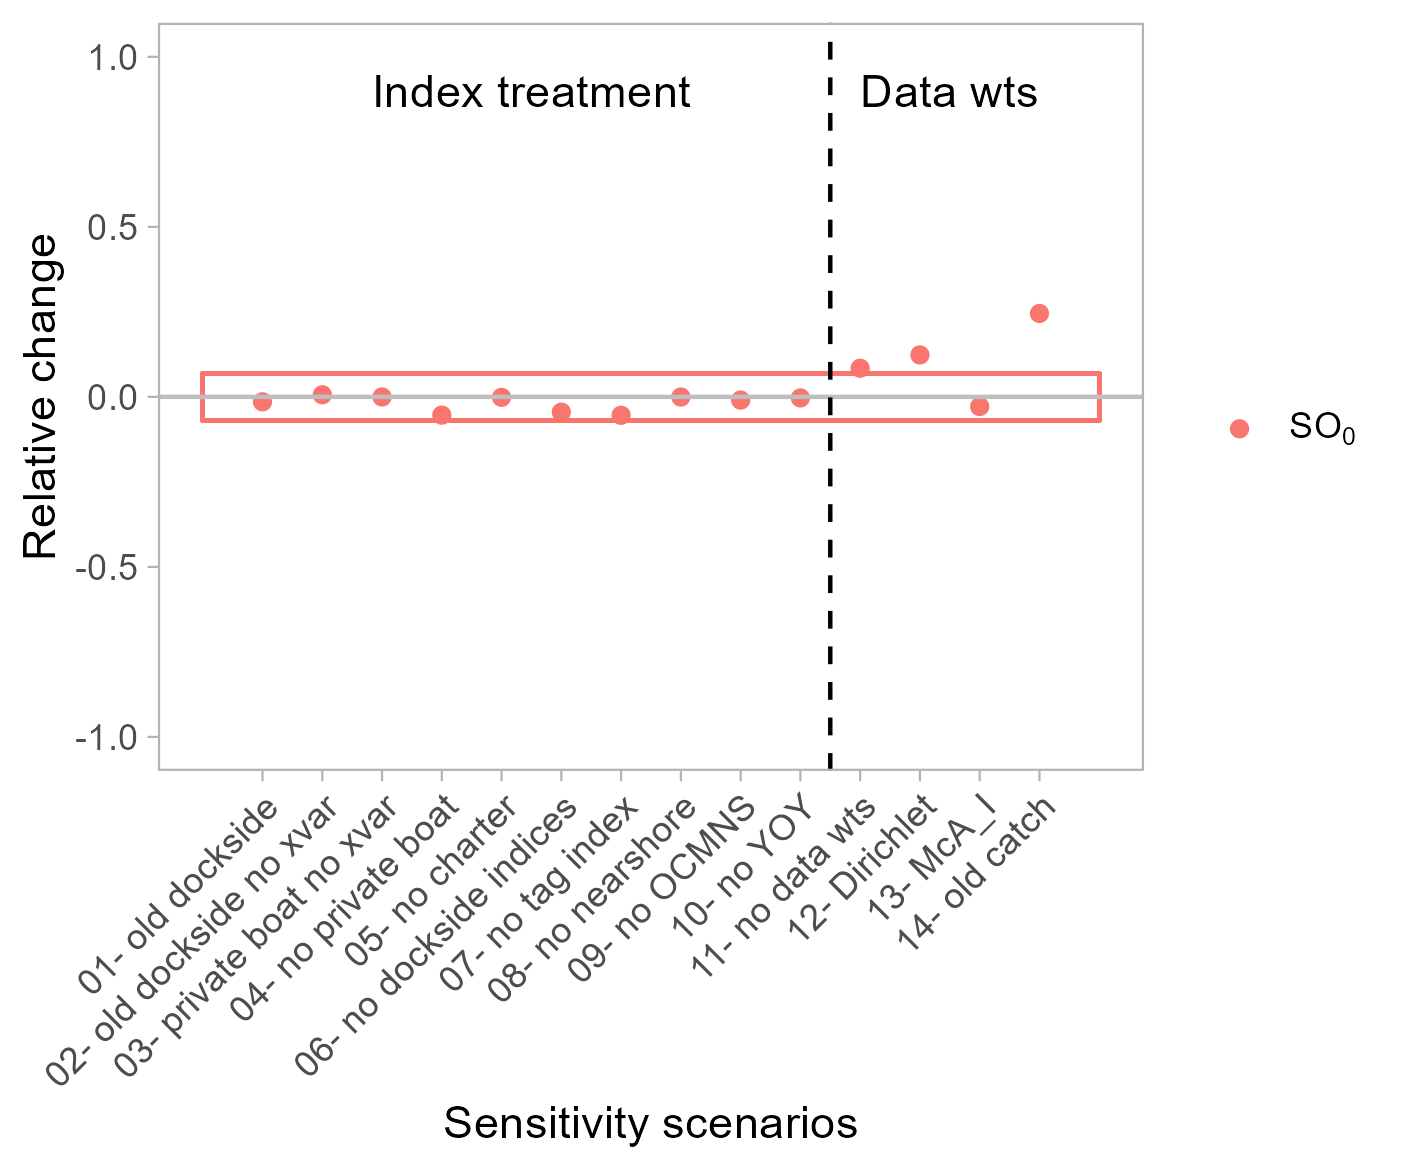 Index treatment
Data wts
Relative change
1.0
0.5
0.0
-0.5
-1.0
SO₀
01- old dockside
02- old dockside no xvar
03- private boat no xvar
04- no private boat
05- no charter
06- no dockside indices
07- no tag index
08- no nearshore
09- no OCMNS
10- no YOY
11- no data wts
12- Dirichlet
13- McA_I
14- old catch
Sensitivity scenarios